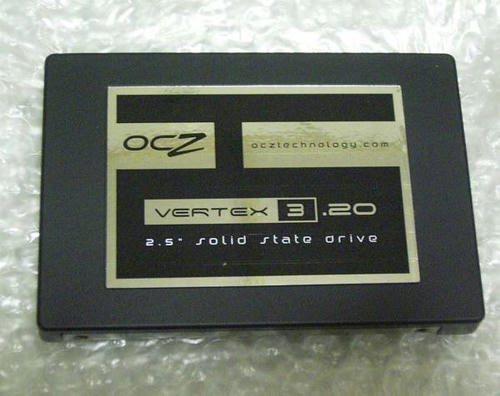 OCZ
ocztechnology.com
VERTEX 3.20
2.5" solid state drive